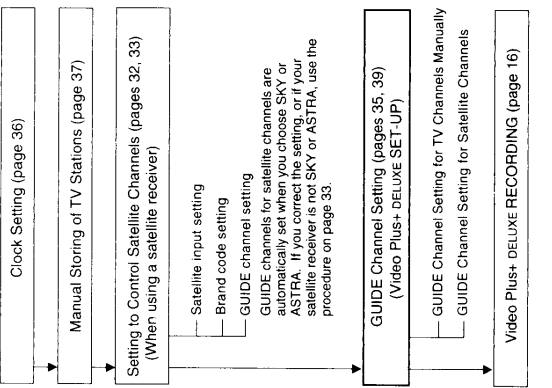 Clock Setting (page 36)
Manual Storing of TV Stations (page 37)
Setting to Control Satellite Channels (pages 32, 33)
(When using a satellite receiver)
Satellite input setting
Brand code setting
GUIDE channel setting
GUIDE channels for satellite channels are
automatically set when you choose SKY or
ASTRA. If you correct the setting, or if your
satellite receiver is not SKY or ASTRA, use the
procedure on page 33.
GUIDE Channel Setting (pages 35, 39)
(Video Plus+ DELUXE SET-UP)
GUIDE Channel Setting for TV Channels Manually
GUIDE Channel Setting for Satellite Channels
Video Plus+ DELUXE RECORDING (page 16)